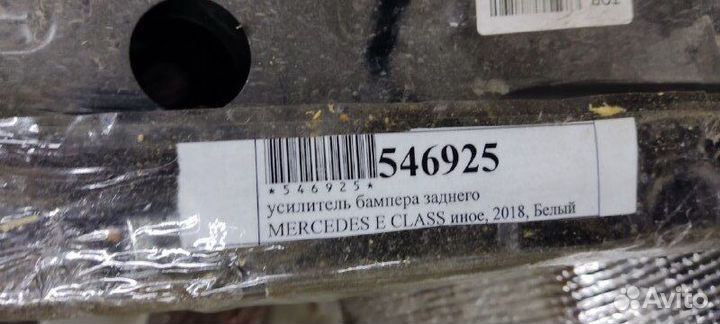 546925
*546925*
усилитель бампера заднего
MERCEDES E CLASS иное, 2018, Белый
Avito